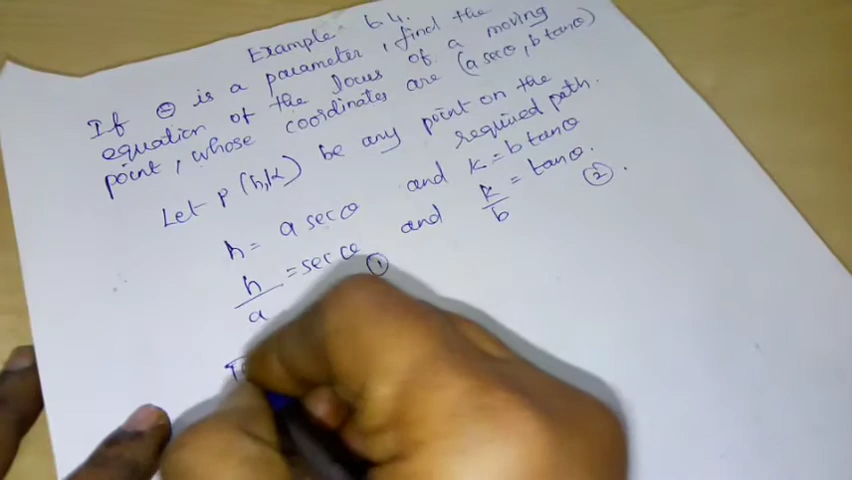 Example 6.4.
If θ is a parameter, find the
equation of the locus of a moving
point, whose coordinates are (a secθ, b tanθ)
Let P (h,k) be any point on the
required path.
h = a secθ and k = b tanθ
h/a = secθ ① and k/b = tanθ. ② .